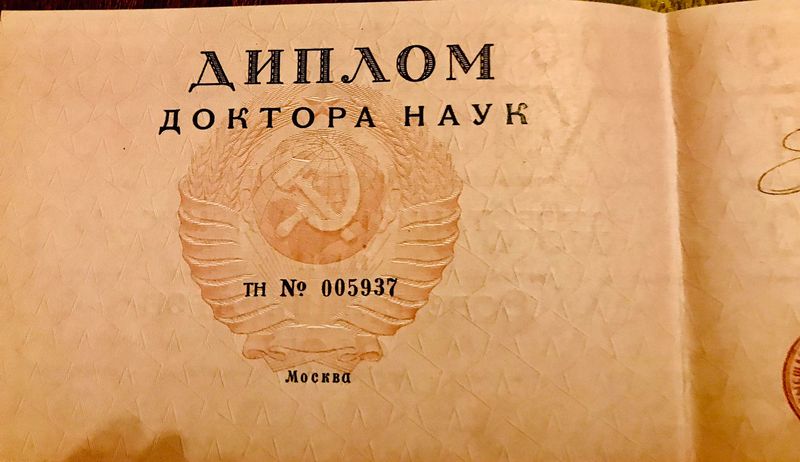 ДИПЛОМ
ДОКТОРА НАУК
ТН № 005937
Москва